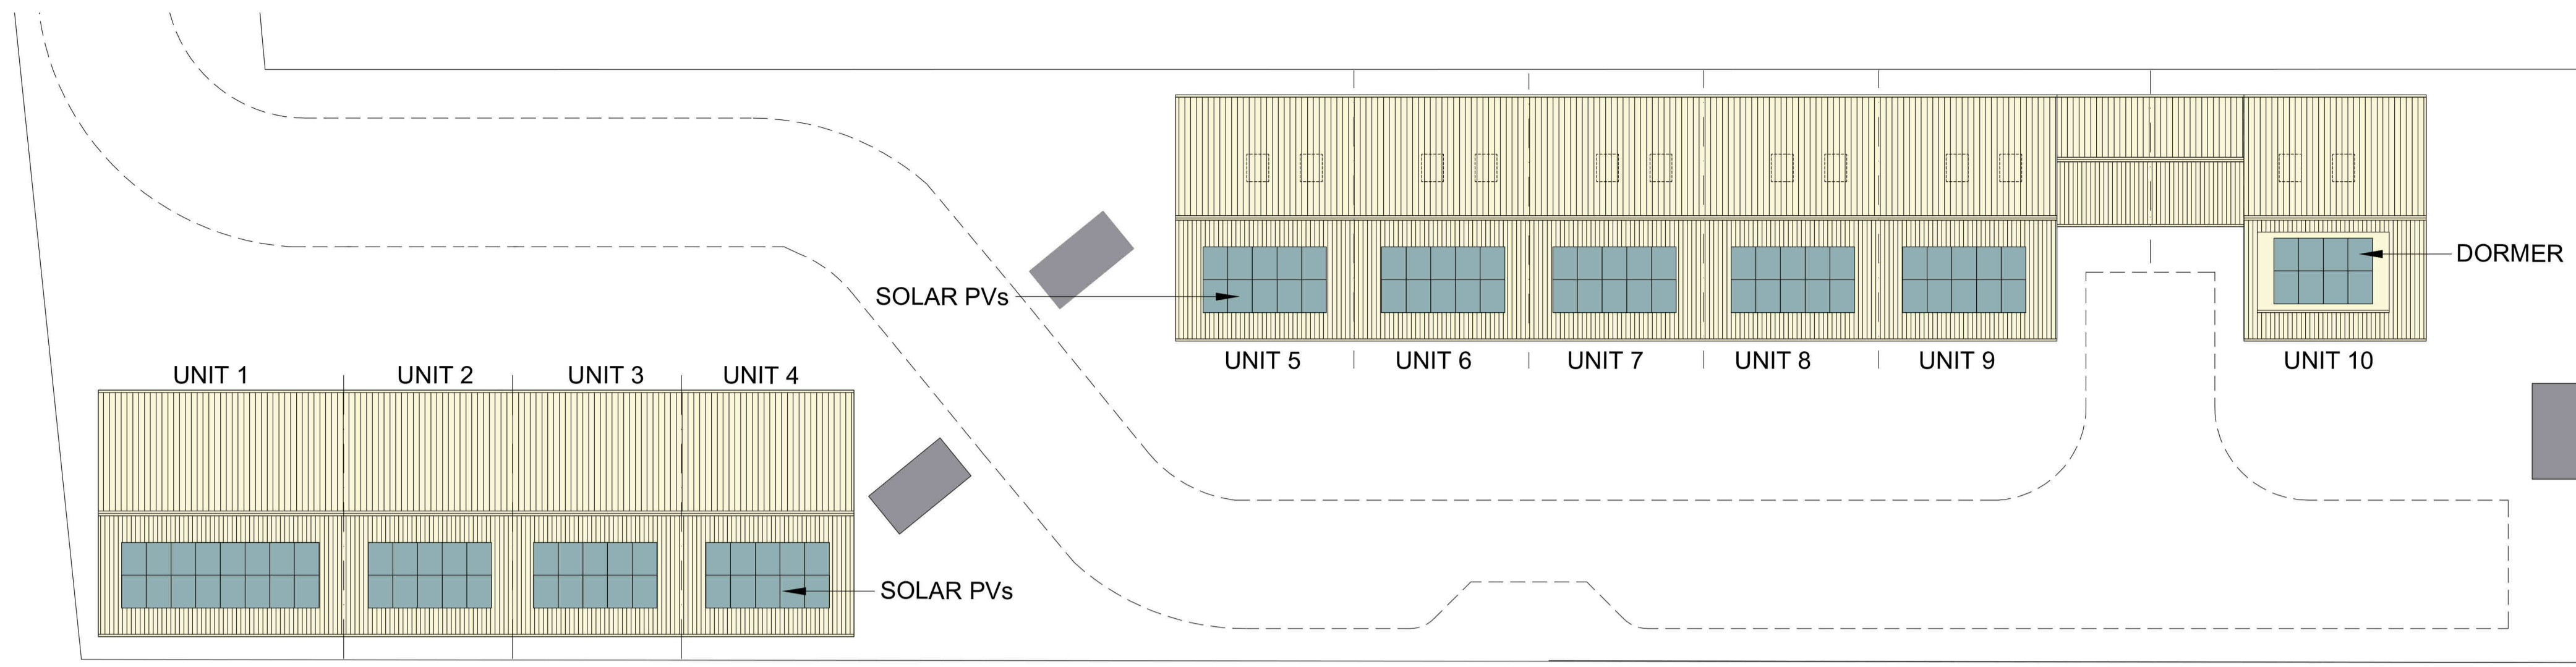 DORMER
SOLAR PVs
UNIT 5
UNIT 6
UNIT 7
UNIT 8
UNIT 9
UNIT 10
UNIT 1
UNIT 2
UNIT 3
UNIT 4
SOLAR PVs